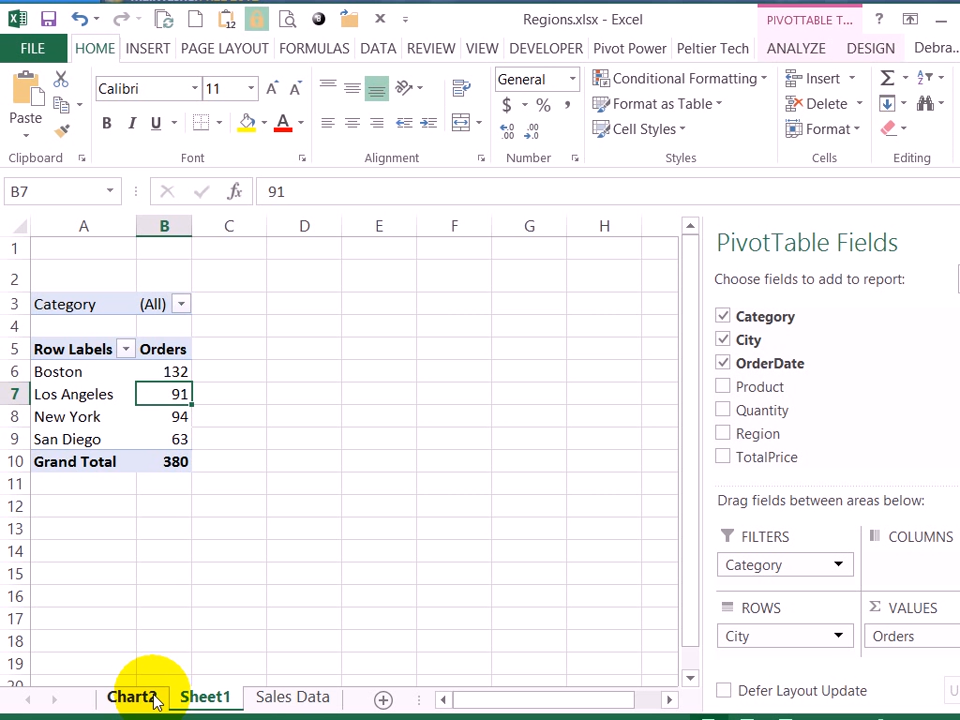 Regions.xlsx - Excel
PIVOTTABLE T...
?
FILE HOME INSERT PAGE LAYOUT FORMULAS DATA REVIEW VIEW DEVELOPER Pivot Power Peltier Tech ANALYZE DESIGN Debra...
Calibri 11 General Conditional Formatting Insert Σ
Paste B I U A $ % , Format as Table Delete
Cell Styles Format
Clipboard Font Alignment Number Styles Cells Editing
B7 fx 91
A B C D E F G H
1
2
3 Category (All)
4
5 Row Labels Orders
6 Boston 132
7 Los Angeles 91
8 New York 94
9 San Diego 63
10 Grand Total 380
11
12
13
14
15
16
17
18
19
20
PivotTable Fields
Choose fields to add to report:
Category
City
OrderDate
Product
Quantity
Region
TotalPrice
Drag fields between areas below:
FILTERS COLUMNS
Category
ROWS Σ VALUES
City Orders
Defer Layout Update U
Chart2 Sheet1 Sales Data